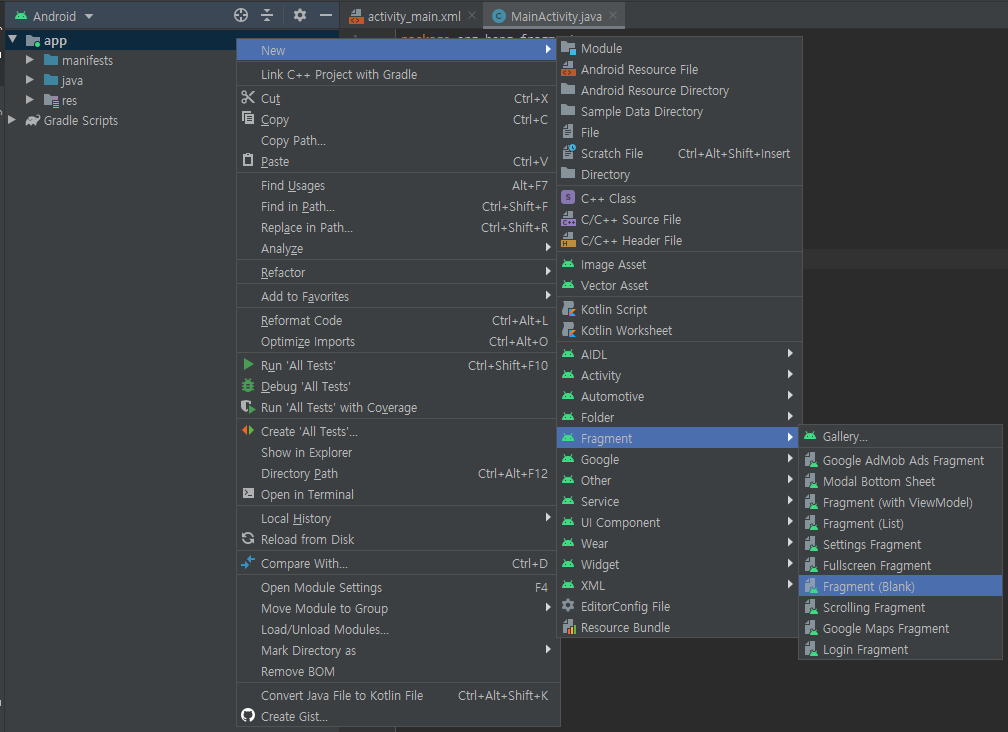 Android
activity_main.xml
MainActivity.java
app
manifests
java
res
Gradle Scripts
package
New
Link C++ Project with Gradle
Cut Ctrl+X
Copy Ctrl+C
Copy Path...
Paste Ctrl+V
Find Usages Alt+F7
Find in Path... Ctrl+Shift+F
Replace in Path... Ctrl+Shift+R
Analyze
Refactor
Add to Favorites
Reformat Code Ctrl+Alt+L
Optimize Imports Ctrl+Alt+O
Run 'All Tests' Ctrl+Shift+F10
Debug 'All Tests'
Run 'All Tests' with Coverage
Create 'All Tests'...
Show in Explorer
Directory Path Ctrl+Alt+F12
Open in Terminal
Local History
Reload from Disk
Compare With... Ctrl+D
Open Module Settings F4
Move Module to Group
Load/Unload Modules...
Mark Directory as
Remove BOM
Convert Java File to Kotlin File Ctrl+Alt+Shift+K
Create Gist...
Module
Android Resource File
Android Resource Directory
Sample Data Directory
File
Scratch File Ctrl+Alt+Shift+Insert
Directory
C++ Class
C/C++ Source File
C/C++ Header File
Image Asset
Vector Asset
Kotlin Script
Kotlin Worksheet
AIDL
Activity
Automotive
Folder
Fragment
Google
Other
Service
UI Component
Wear
Widget
XML
EditorConfig File
Resource Bundle
Gallery...
Google AdMob Ads Fragment
Modal Bottom Sheet
Fragment (with ViewModel)
Fragment (List)
Settings Fragment
Fullscreen Fragment
Fragment (Blank)
Scrolling Fragment
Google Maps Fragment
Login Fragment